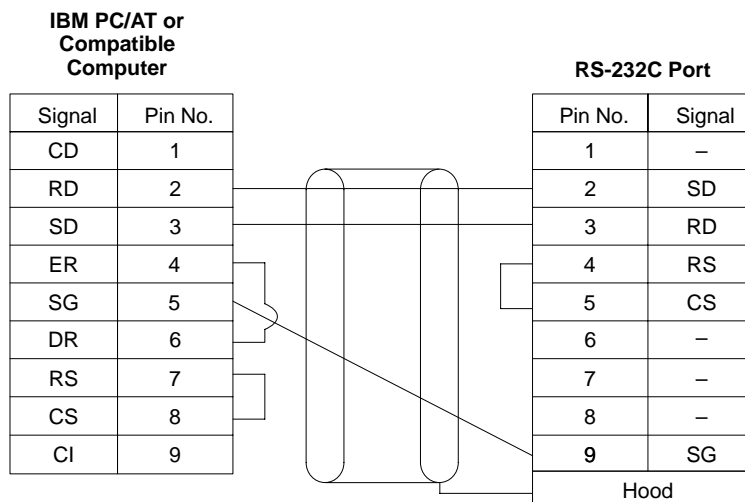 IBM PC/AT or
Compatible
Computer
RS-232C Port
Signal Pin No.
CD 1
RD 2
SD 3
ER 4
SG 5
DR 6
RS 7
CS 8
CI 9
Pin No. Signal
1 –
2 SD
3 RD
4 RS
5 CS
6 –
7 –
8 –
9 SG
Hood